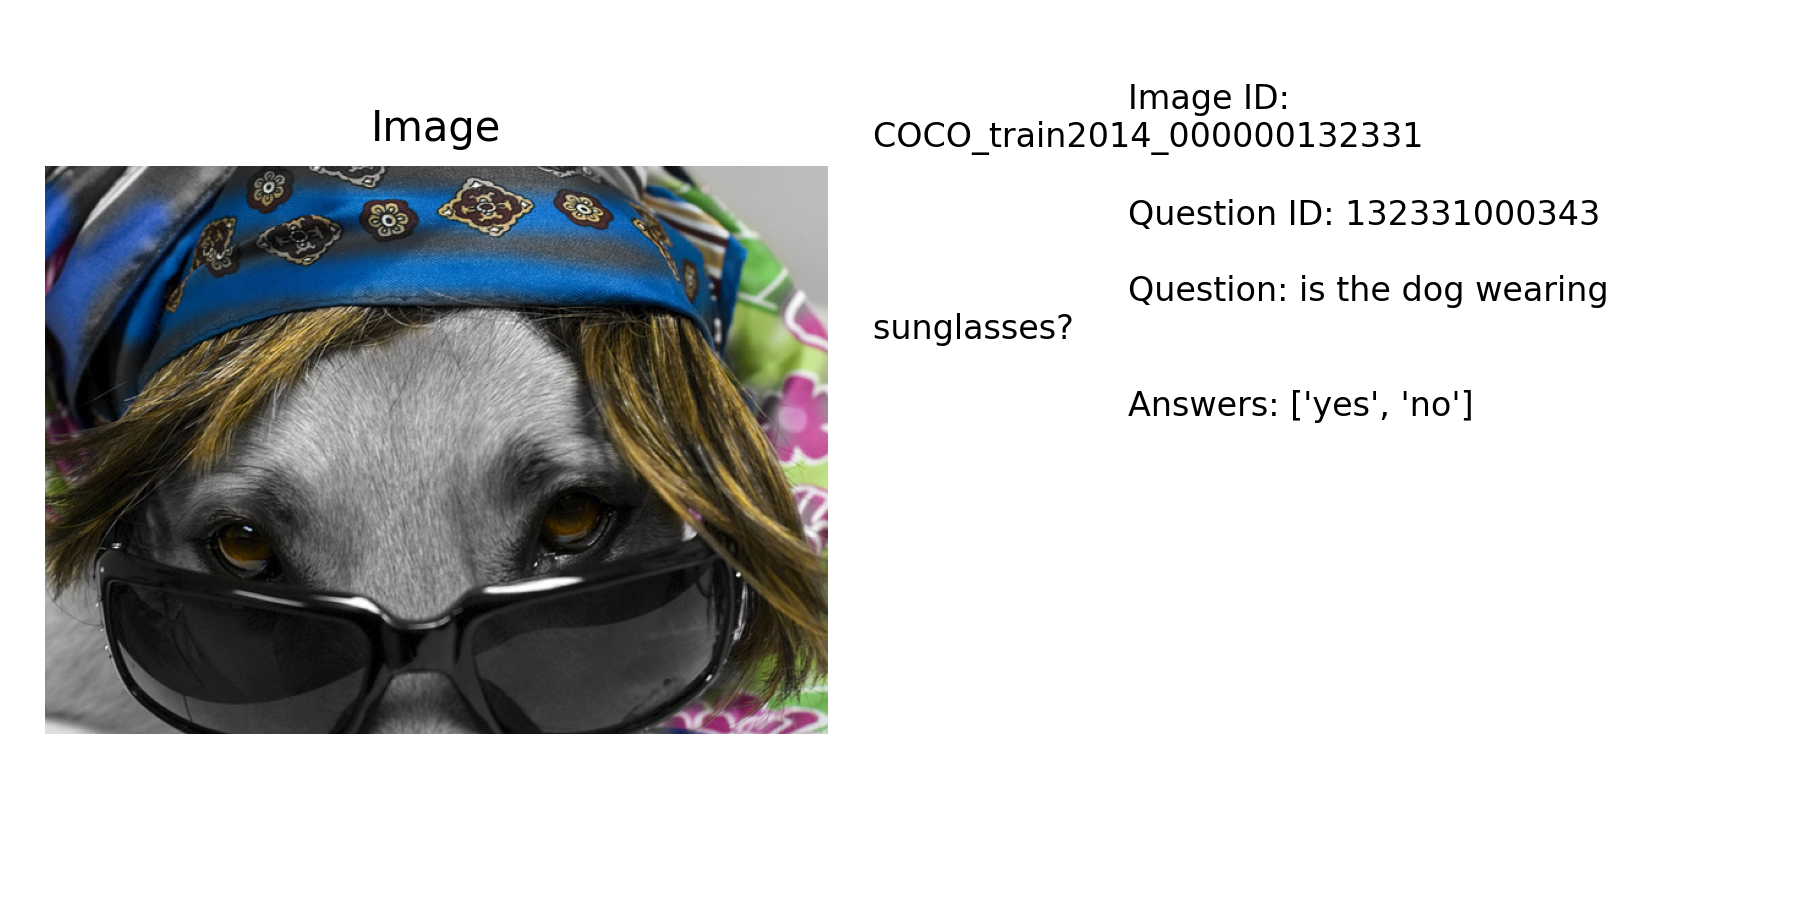 Image
Image ID:
COCO_train2014_000000132331
Question ID: 132331000343
Question: is the dog wearing
sunglasses?
Answers: ['yes', 'no']